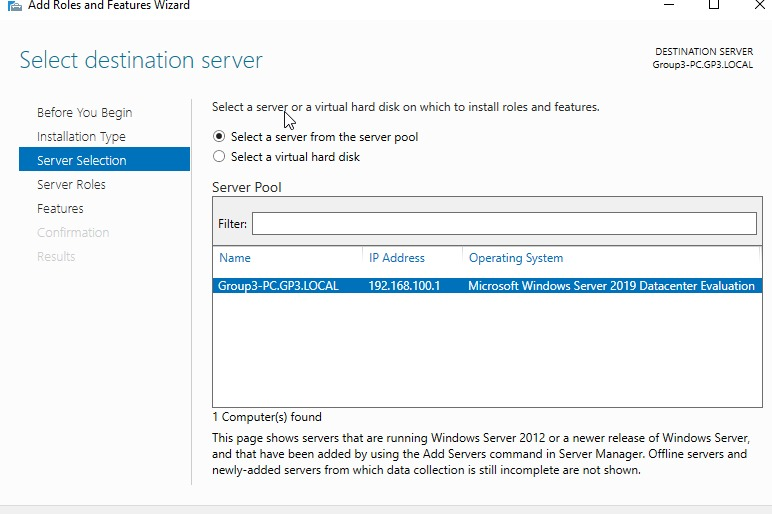 Add Roles and Features Wizard
Select destination server
DESTINATION SERVER
Group3-PC.GP3.LOCAL
Before You Begin
Installation Type
Server Selection
Server Roles
Features
Confirmation
Results
Select a server or a virtual hard disk on which to install roles and features.
Select a server from the server pool
Select a virtual hard disk
Server Pool
Filter:
Name IP Address Operating System
Group3-PC.GP3.LOCAL 192.168.100.1 Microsoft Windows Server 2019 Datacenter Evaluation
1 Computer(s) found
This page shows servers that are running Windows Server 2012 or a newer release of Windows Server,
and that have been added by using the Add Servers command in Server Manager. Offline servers and
newly-added servers from which data collection is still incomplete are not shown.